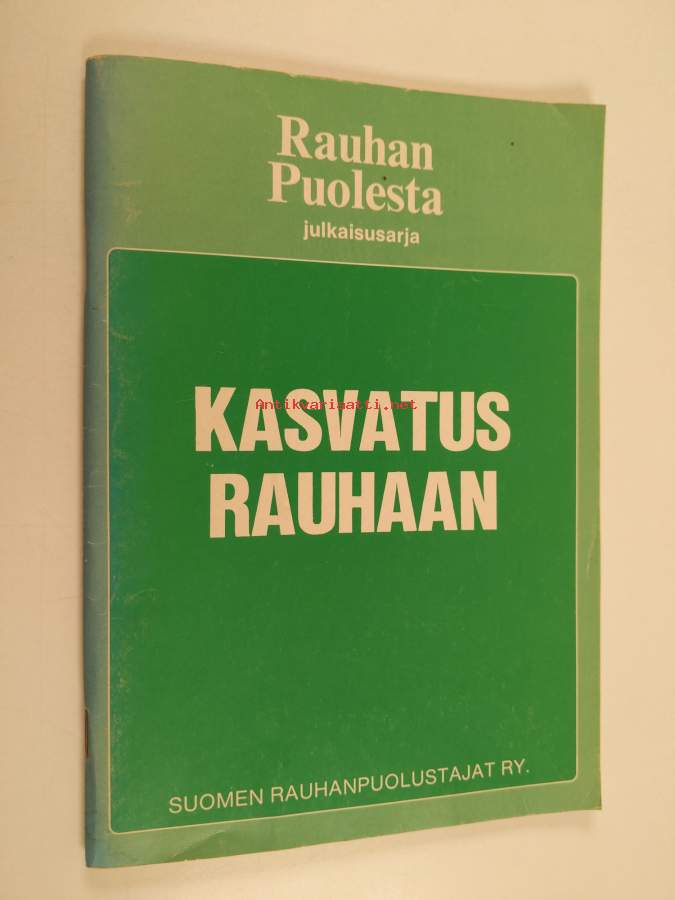 Rauhan
Puolesta
julkaisusarja
KASVATUS
Antikvariaatti.net
RAUHAAN
SUOMEN RAUHANPUOLUSTAJAT RY.